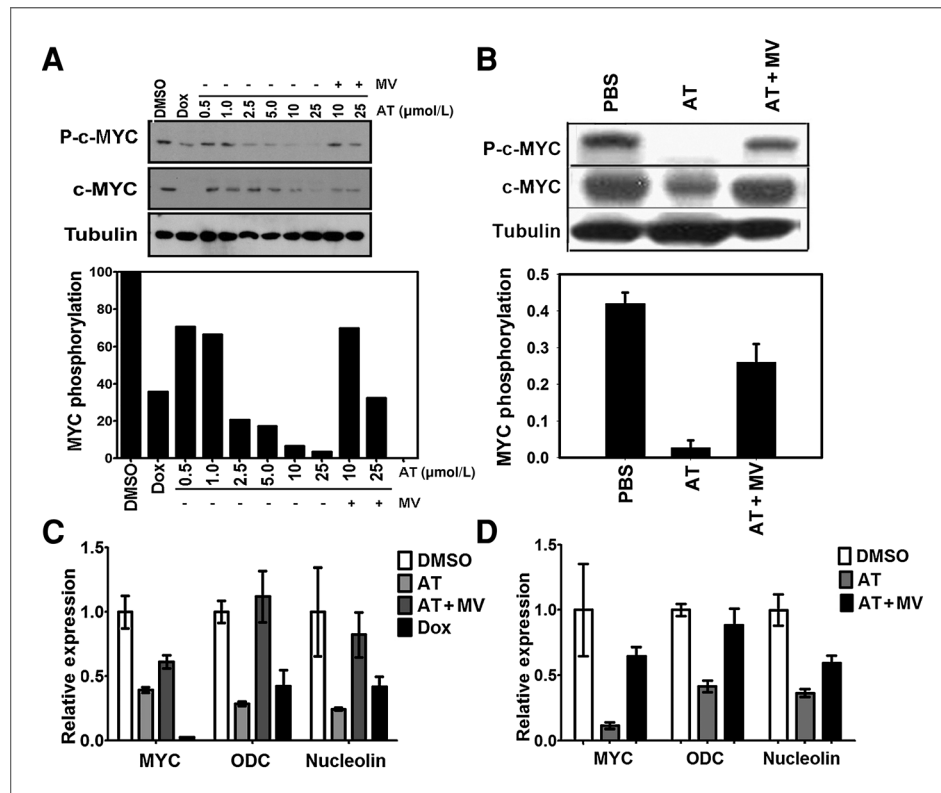 A
DMSO Dox 0.5 1.0 2.5 5.0 10 25 10 25 AT (µmol/L)
- - - - - - + + MV
P-c-MYC
c-MYC
Tubulin
MYC phosphorylation
100
80
60
40
20
0
DMSO Dox 0.5 1.0 2.5 5.0 10 25 10 25 AT (µmol/L)
- - - - - - + + MV
B
PBS AT AT + MV
P-c-MYC
c-MYC
Tubulin
MYC phosphorylation
0.5
0.4
0.3
0.2
0.1
0.0
PBS AT AT + MV
C
Relative expression
1.5
1.0
0.5
0.0
DMSO
AT
AT + MV
Dox
MYC ODC Nucleolin
D
Relative expression
1.5
1.0
0.5
0.0
DMSO
AT
AT + MV
MYC ODC Nucleolin